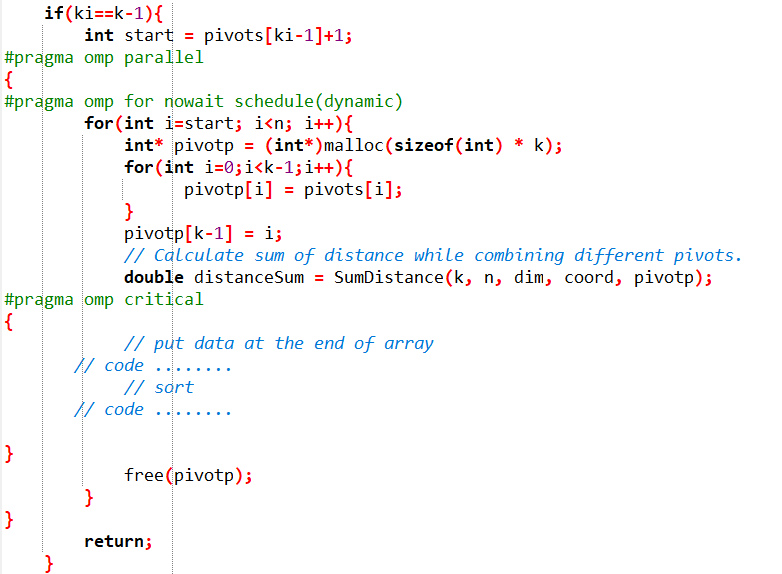 if(ki==k-1){
int start = pivots[ki-1]+1;
#pragma omp parallel
{
#pragma omp for nowait schedule(dynamic)
for(int i=start; i<n; i++){
int* pivotp = (int*)malloc(sizeof(int) * k);
for(int i=0;i<k-1;i++){
pivotp[i] = pivots[i];
}
pivotp[k-1] = i;
// Calculate sum of distance while combining different pivots.
double distanceSum = SumDistance(k, n, dim, coord, pivotp);
#pragma omp critical
{
// put data at the end of array
// code ........
// sort
// code ........
}
free(pivotp);
}
}
return;
}